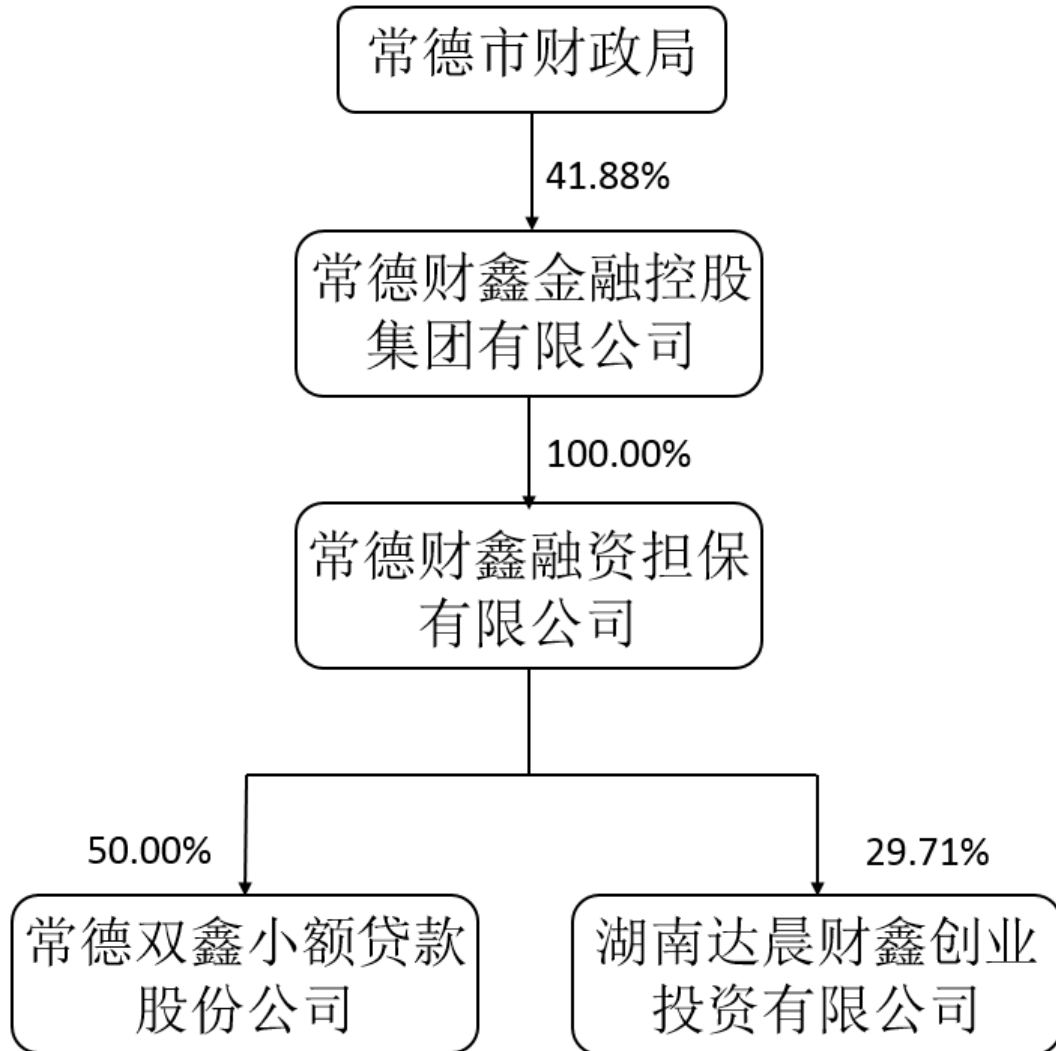 常德市财政局
41.88%
常德财鑫金融控股
集团有限公司
100.00%
常德财鑫融资担保
有限公司
50.00%
29.71%
常德双鑫小额贷款
股份公司
湖南达晨财鑫创业
投资有限公司